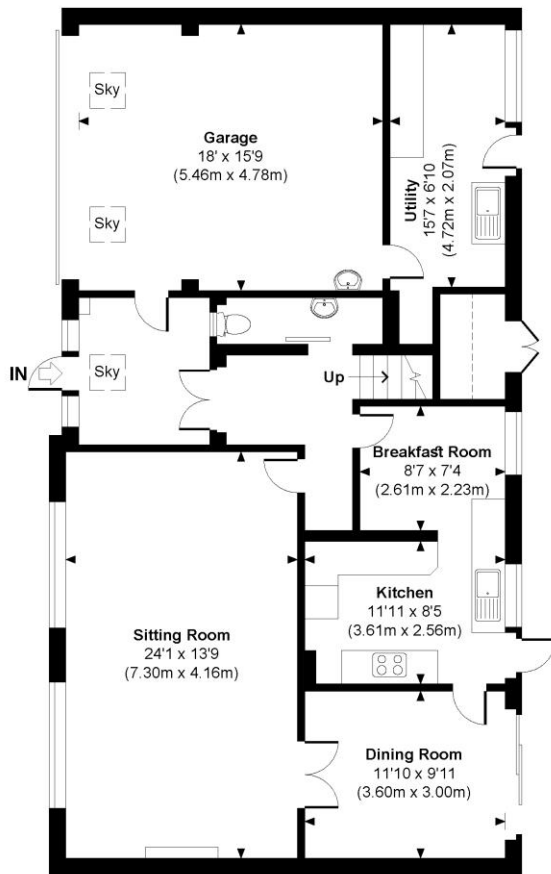 Sky
Garage
18' x 15'9
(5.46m x 4.78m)
Utility
15'7 x 6'10
(4.72m x 2.07m)
Sky
IN
Sky
Up
Breakfast Room
8'7 x 7'4
(2.61m x 2.23m)
Kitchen
11'11 x 8'5
(3.61m x 2.56m)
Sitting Room
24'1 x 13'9
(7.30m x 4.16m)
Dining Room
11'10 x 9'11
(3.60m x 3.00m)